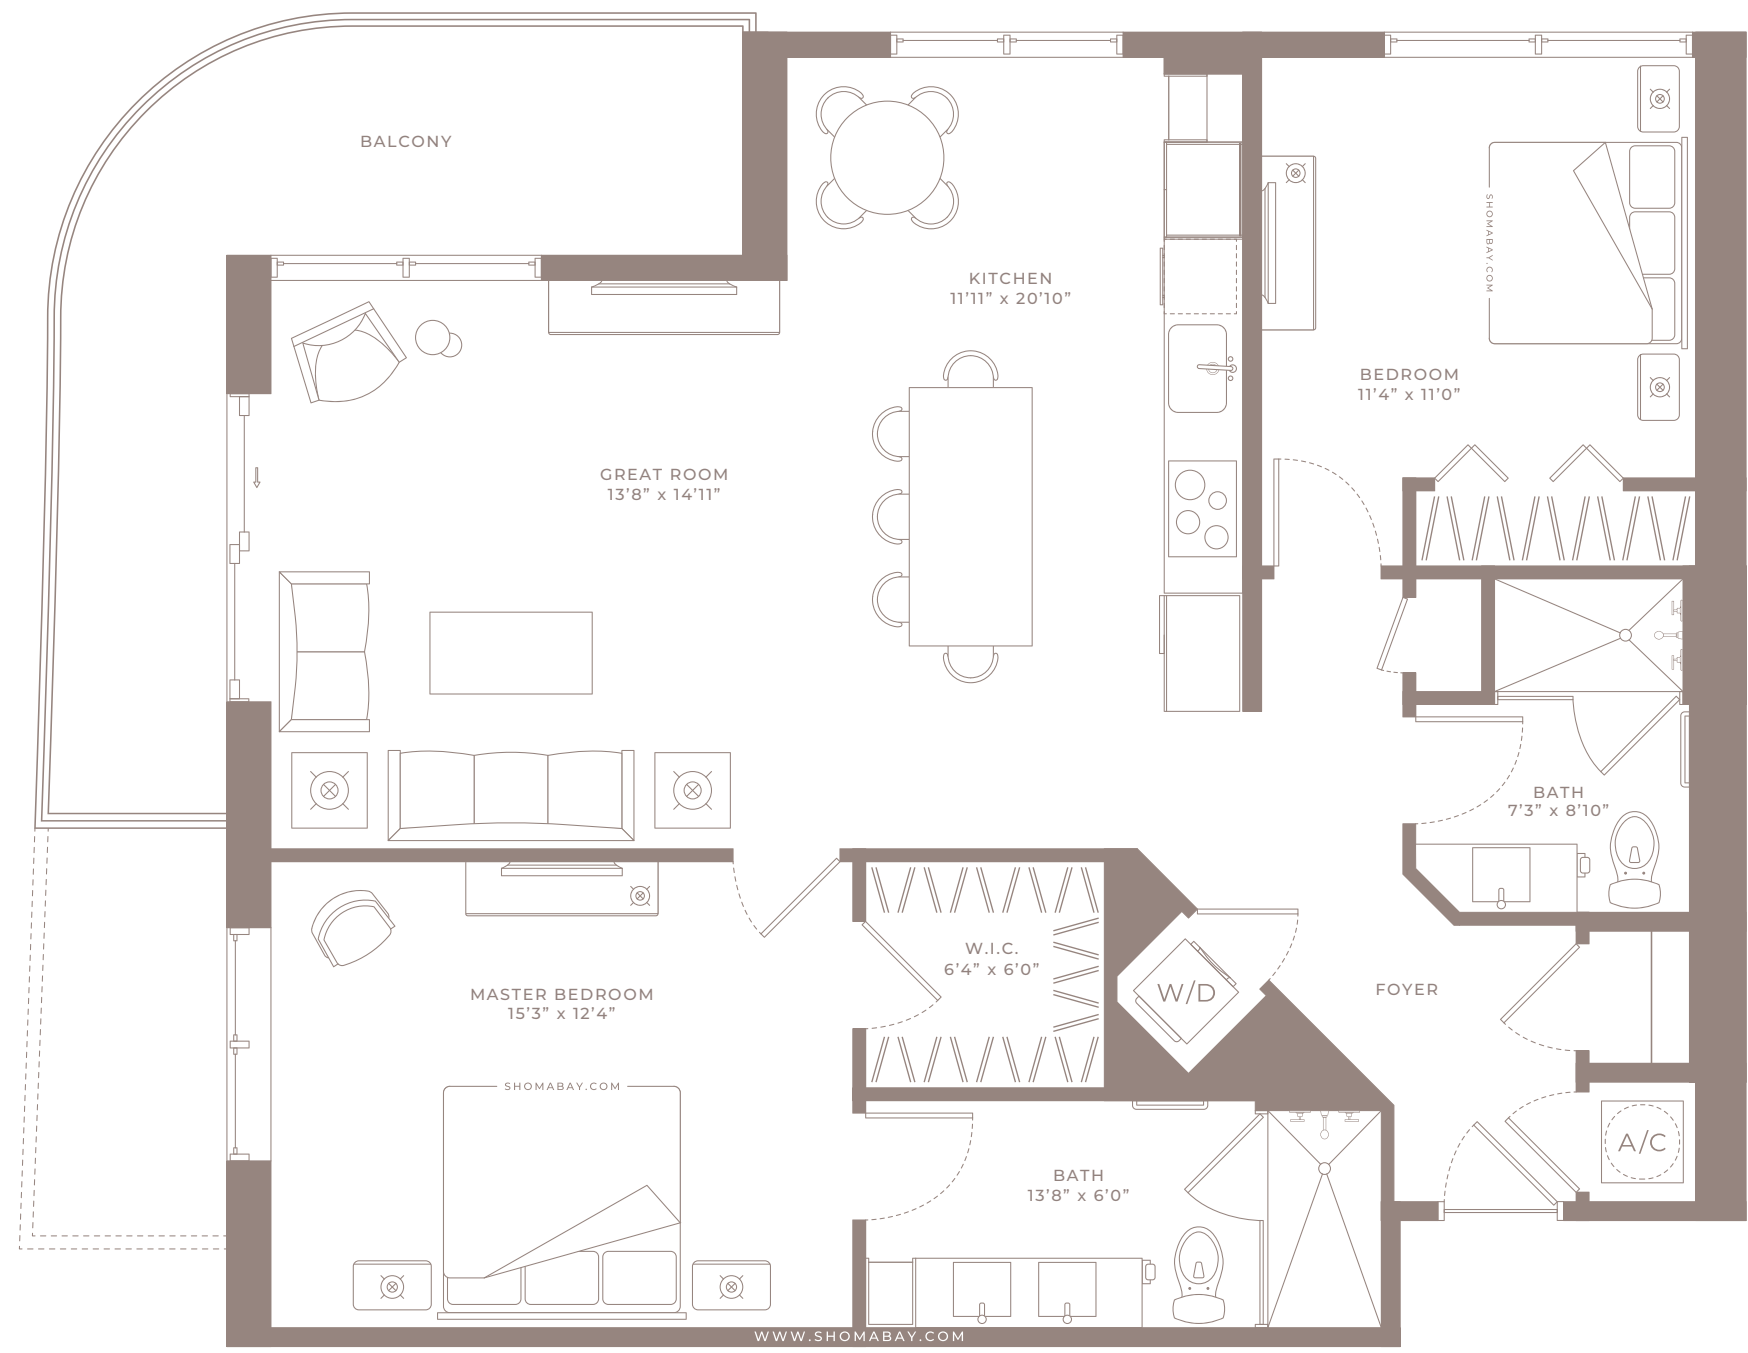 BALCONY
KITCHEN
11’11” x 20’10”
SHOMABAY.COM
BEDROOM
11’4” x 11’0”
GREAT ROOM
13’8” x 14’11”
BATH
7’3” x 8’10”
W.I.C.
6’4” x 6’0”
MASTER BEDROOM
15’3” x 12’4”
W/D
FOYER
SHOMABAY.COM
A/C
BATH
13’8” x 6’0”
WWW.SHOMABAY.COM